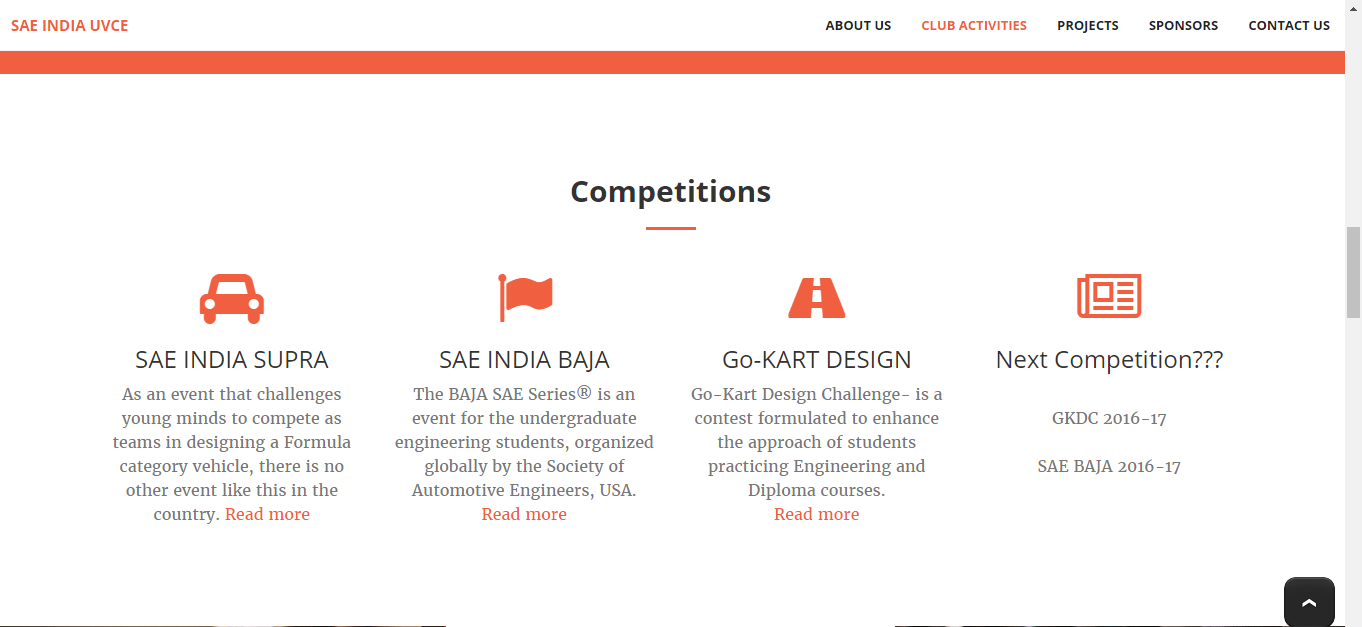 SAE INDIA UVCE
ABOUT US CLUB ACTIVITIES PROJECTS SPONSORS CONTACT US
Competitions
SAE INDIA SUPRA
As an event that challenges
young minds to compete as
teams in designing a Formula
category vehicle, there is no
other event like this in the
country. Read more
SAE INDIA BAJA
The BAJA SAE Series® is an
event for the undergraduate
engineering students, organized
globally by the Society of
Automotive Engineers, USA.
Read more
Go-KART DESIGN
Go-Kart Design Challenge- is a
contest formulated to enhance
the approach of students
practicing Engineering and
Diploma courses.
Read more
Next Competition???
GKDC 2016-17
SAE BAJA 2016-17